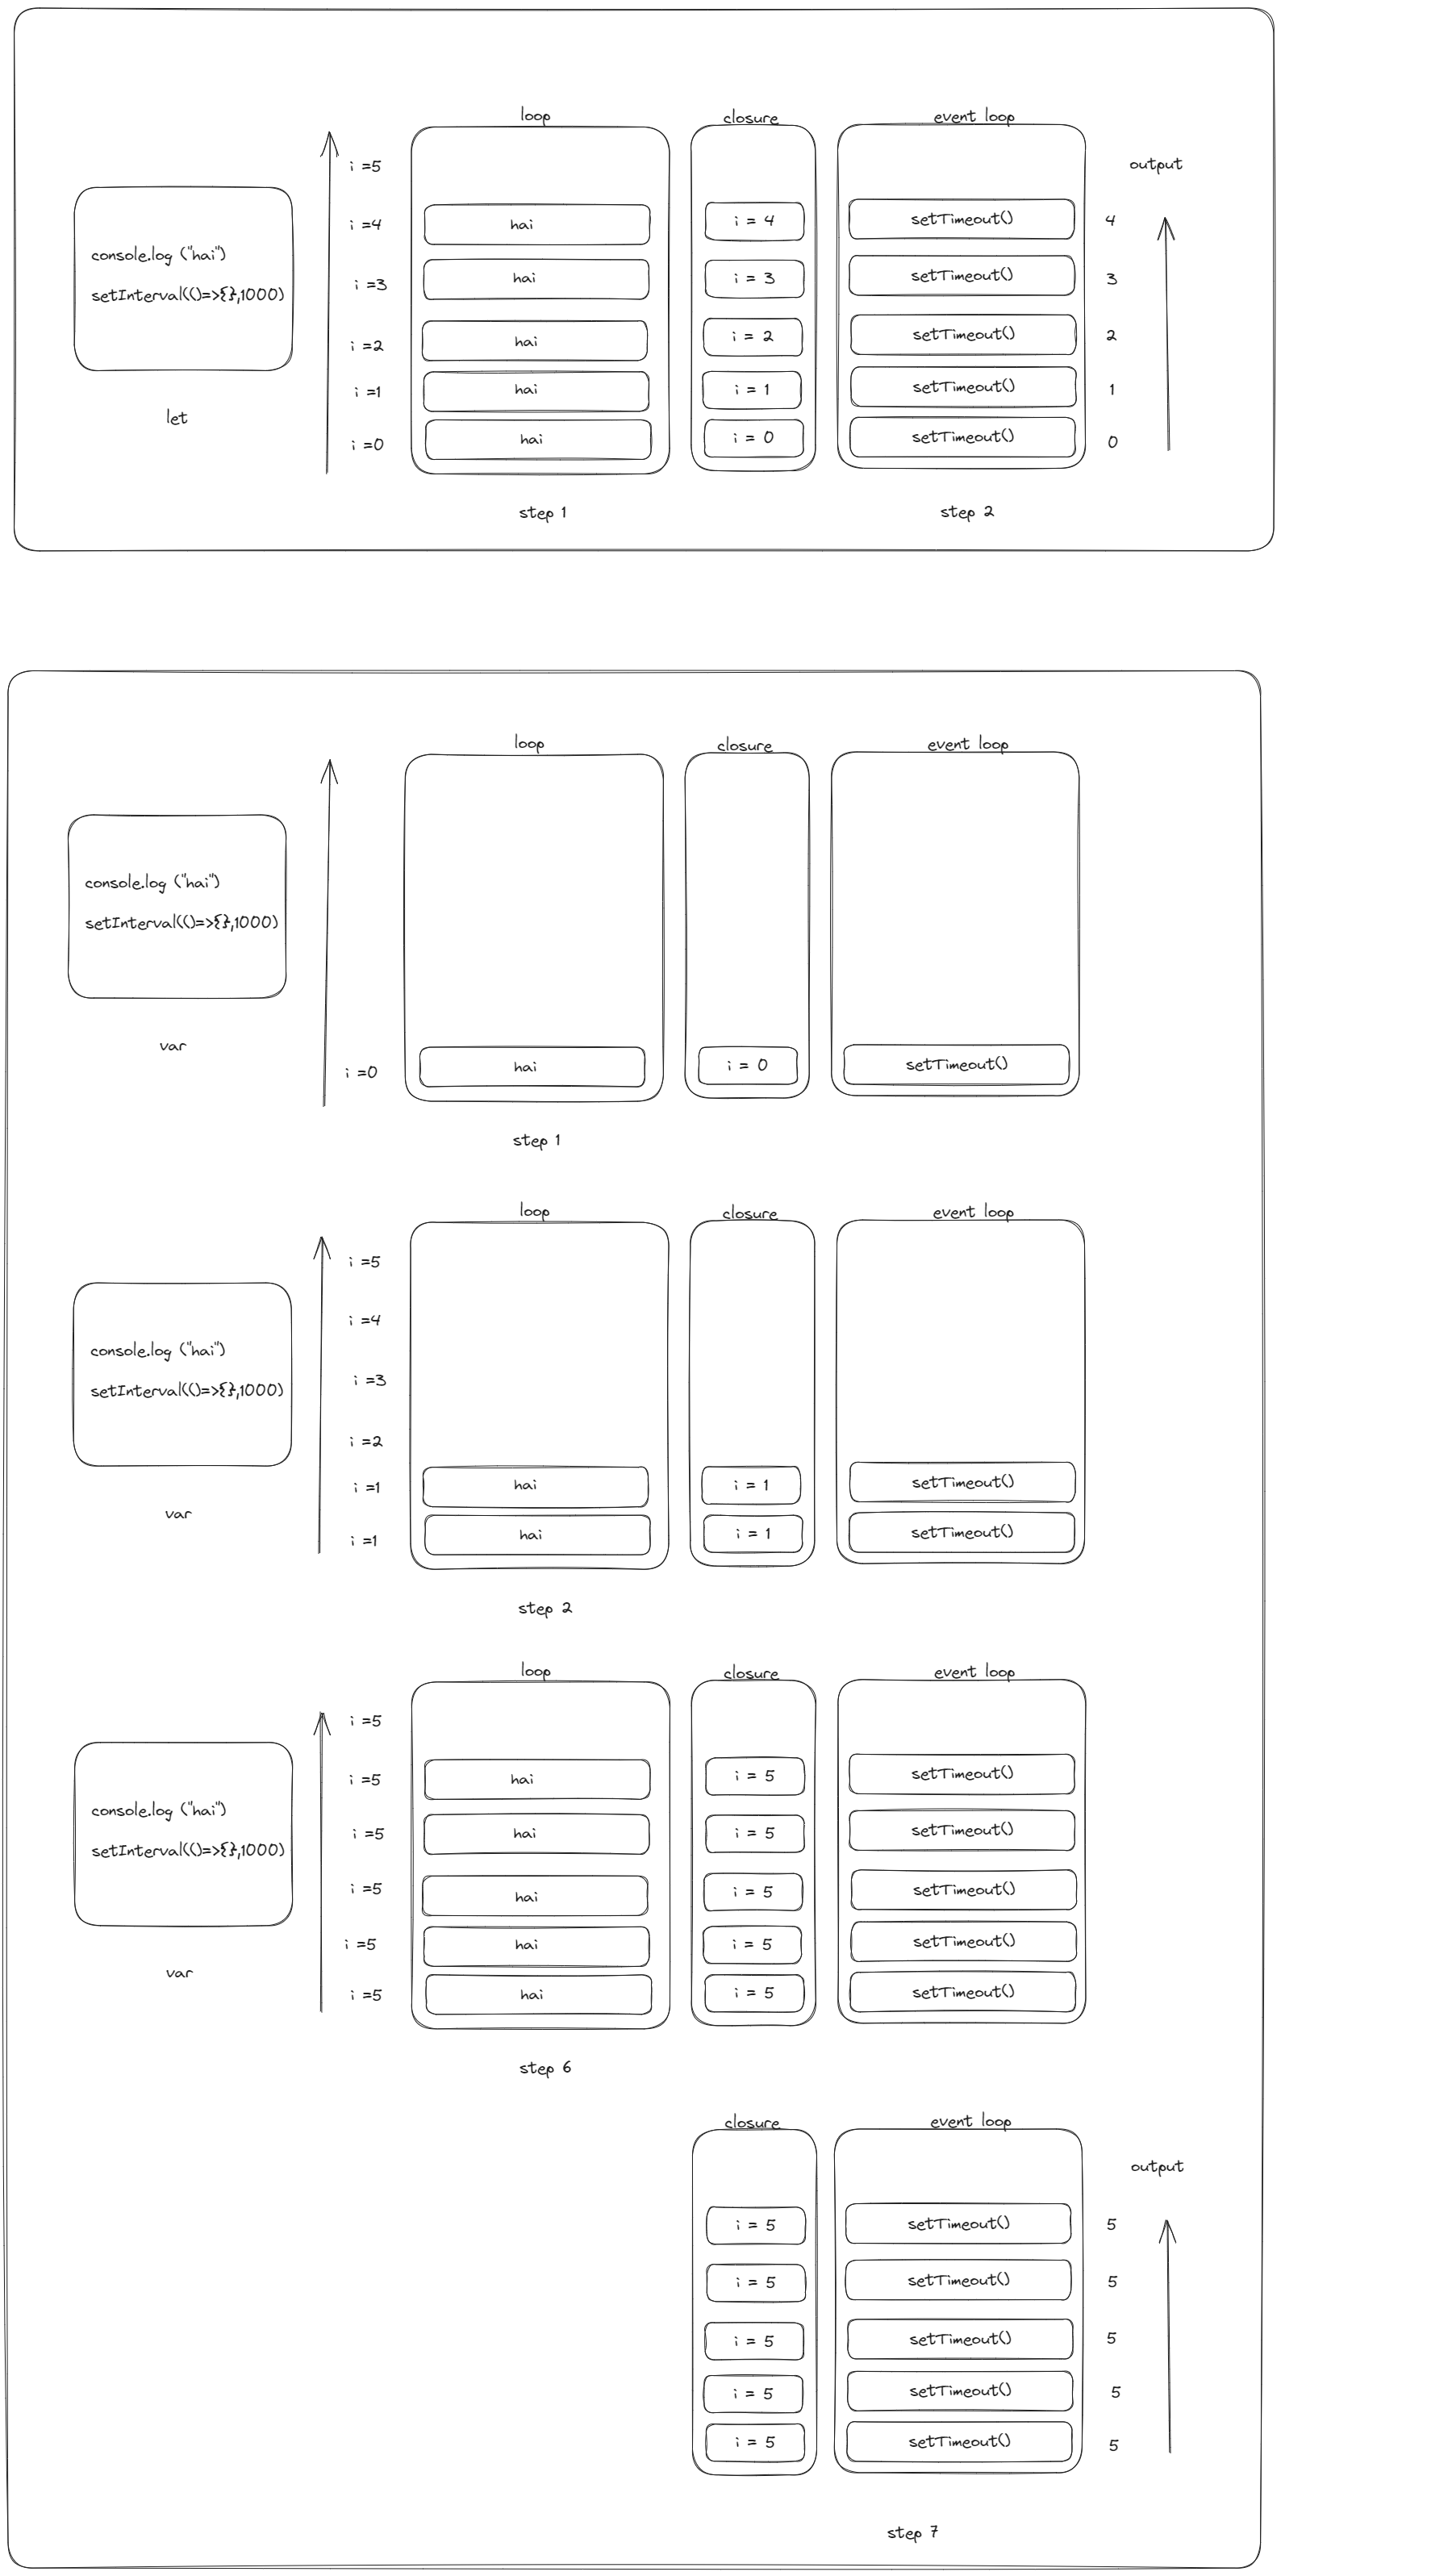 loop
closure
event loop
i =5
output
i =4
hai
i = 4
setTimeout()
4
console.log ("hai")
setInterval(()=>{},1000)
i =3
hai
i = 3
setTimeout()
3
i =2
hai
i = 2
setTimeout()
2
i =1
hai
i = 1
setTimeout()
1
let
i =0
hai
i = 0
setTimeout()
0
step 1
step 2
loop
closure
event loop
console.log ("hai")
setInterval(()=>{},1000)
var
i =0
hai
i = 0
setTimeout()
step 1
loop
closure
event loop
i =5
i =4
console.log ("hai")
setInterval(()=>{},1000)
i =3
i =2
i =1
hai
i = 1
setTimeout()
var
i =1
hai
i = 1
setTimeout()
step 2
loop
closure
event loop
i =5
i =5
hai
i = 5
setTimeout()
console.log ("hai")
setInterval(()=>{},1000)
i =5
hai
i = 5
setTimeout()
i =5
hai
i = 5
setTimeout()
i =5
hai
i = 5
setTimeout()
var
i =5
hai
i = 5
setTimeout()
step 6
closure
event loop
output
i = 5
setTimeout()
5
i = 5
setTimeout()
5
i = 5
setTimeout()
5
i = 5
setTimeout()
5
i = 5
setTimeout()
5
step 7